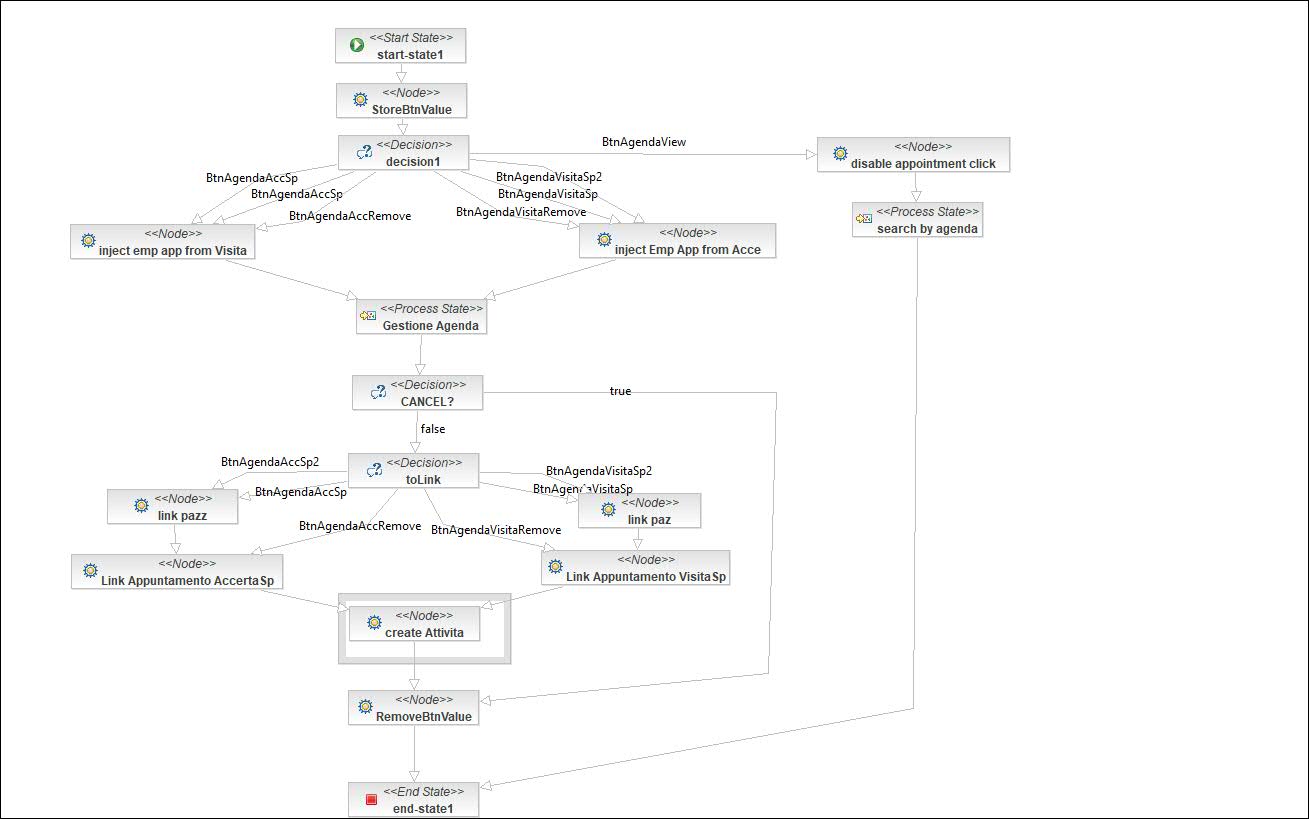 <<Start State>>
start-state1
<<Node>>
StoreBtnValue
<<Decision>>
decision1
BtnAgendaView
<<Node>>
disable appointment click
BtnAgendaAccSp
BtnAgendaAccSp
BtnAgendaAccRemove
BtnAgendaVisitaSp2
BtnAgendaVisitaSp
BtnAgendaVisitaRemove
<<Process State>>
search by agenda
<<Node>>
inject emp app from Visita
<<Node>>
inject Emp App from Acce
<<Process State>>
Gestione Agenda
<<Decision>>
CANCEL?
true
false
<<Decision>>
toLink
BtnAgendaAccSp2
BtnAgendaAccSp
BtnAgendaVisitaSp2
BtnAgendaVisitaSp
<<Node>>
link pazz
<<Node>>
link paz
BtnAgendaAccRemove
BtnAgendaVisitaRemove
<<Node>>
Link Appuntamento AccertaSp
<<Node>>
Link Appuntamento VisitaSp
<<Node>>
create Attivita
<<Node>>
RemoveBtnValue
<<End State>>
end-state1